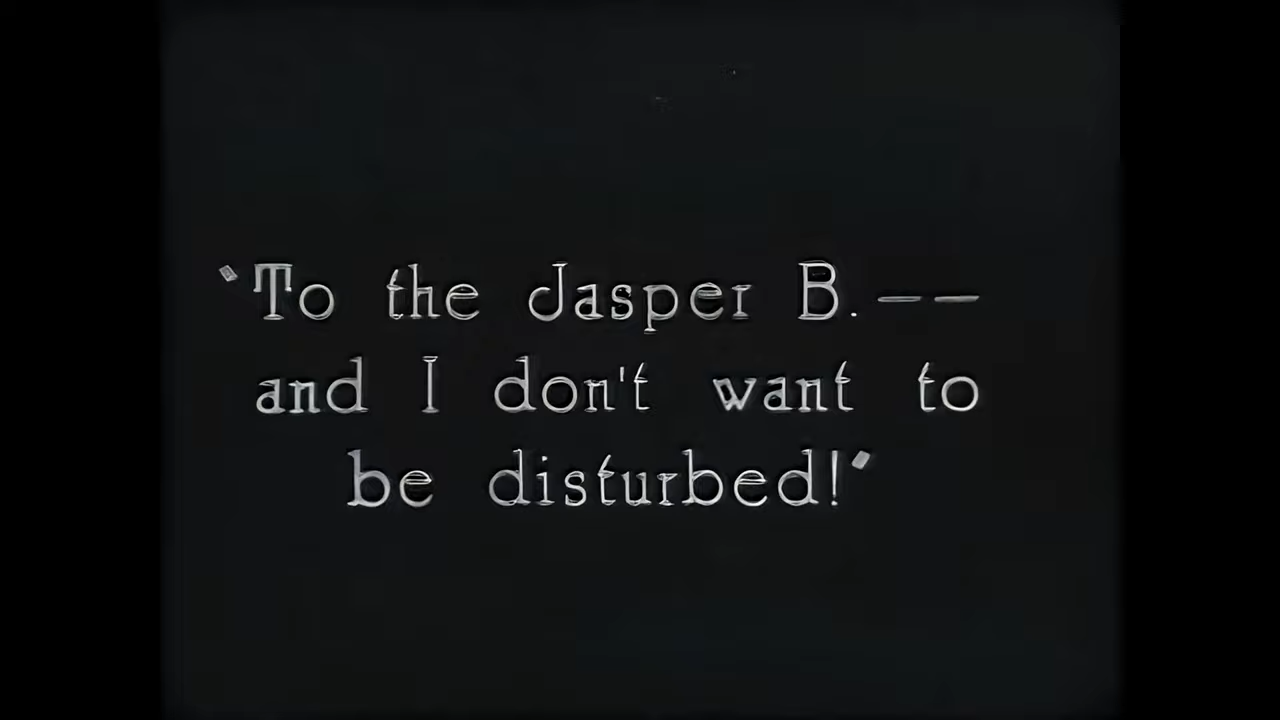 "To the Jasper B.——
and I don't want to
be disturbed!"